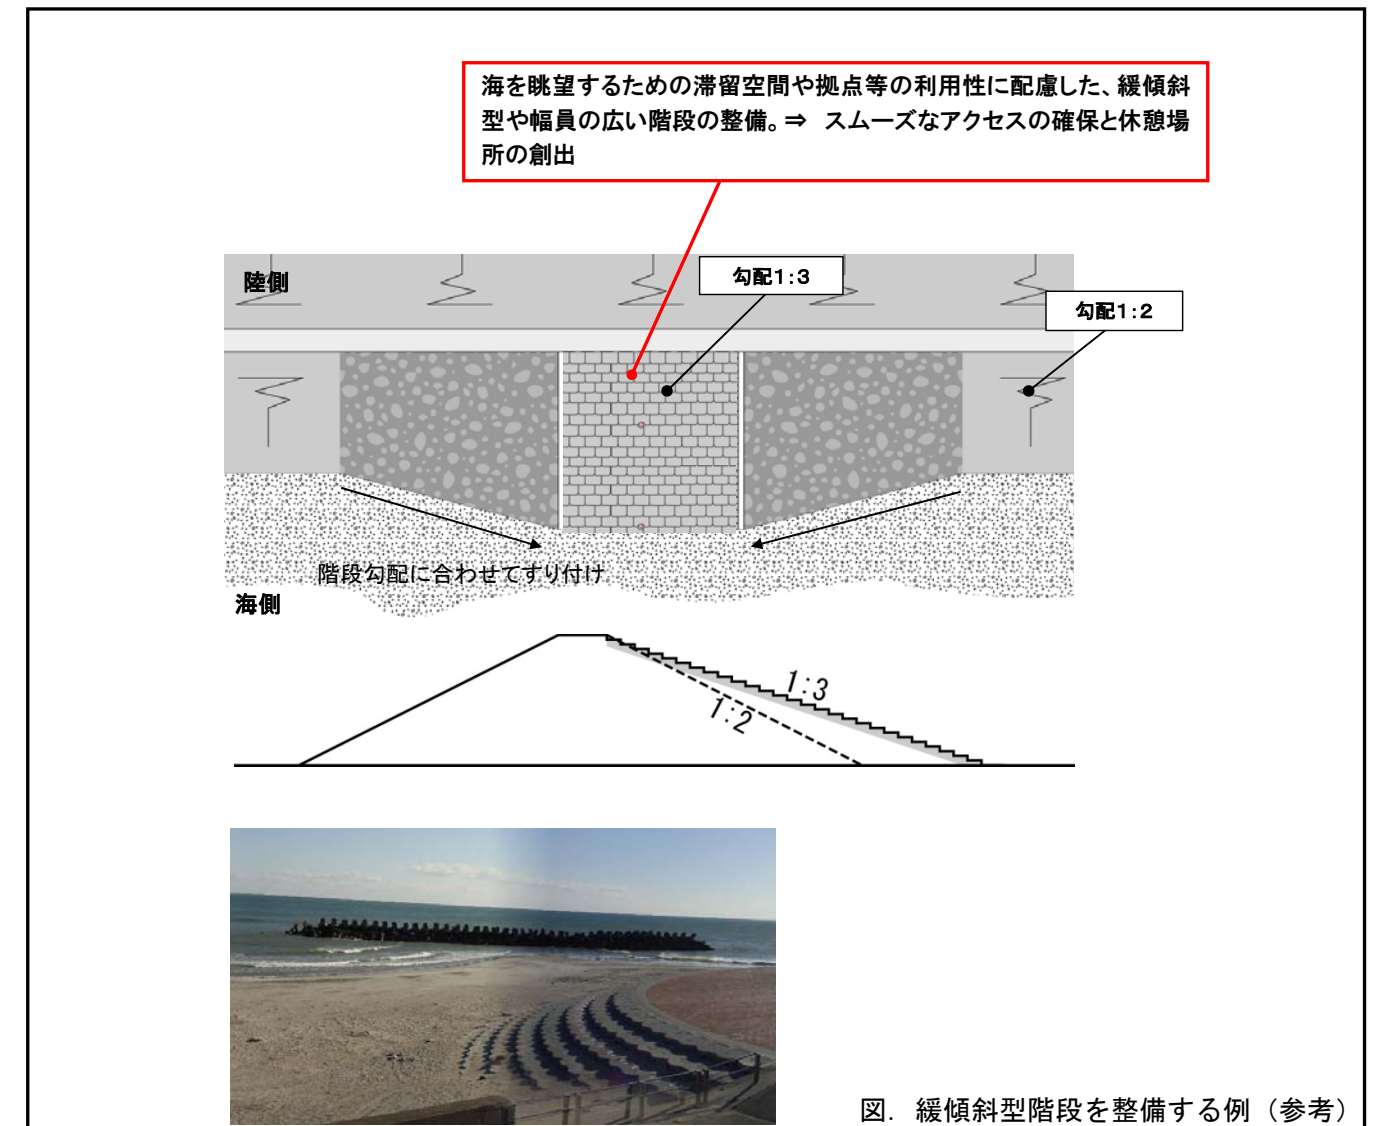 海を眺望するための滞留空間や拠点等の利用性に配慮した、緩傾斜
型や幅員の広い階段の整備。⇒　スムーズなアクセスの確保と休憩場
所の創出
陸側
勾配1：3
勾配1：2
階段勾配に合わせてすり付け
海側
1:3
1:2
図．緩傾斜型階段を整備する例（参考）